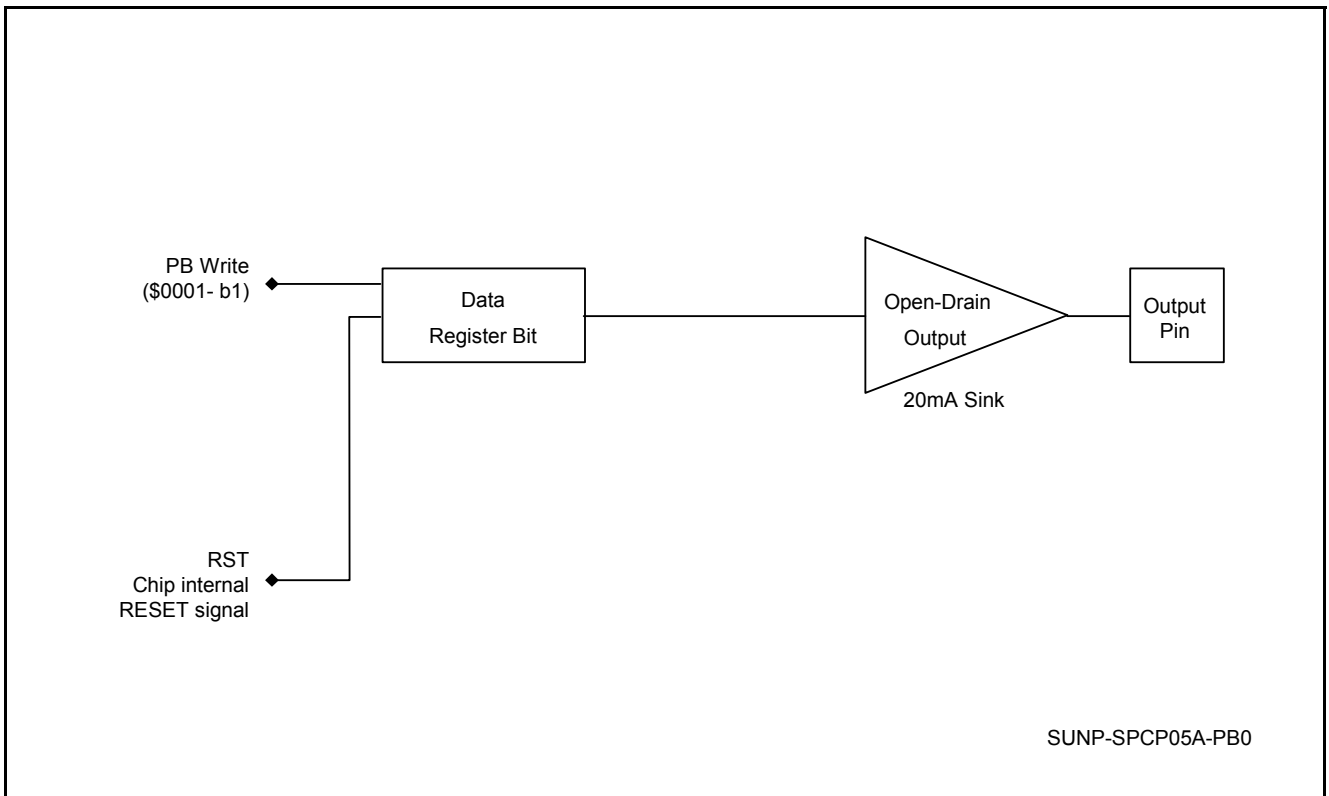 PB Write
($0001- b1)
Data
Register Bit
Open-Drain
Output
20mA Sink
Output
Pin
RST
Chip internal
RESET signal
SUNP-SPCP05A-PB0